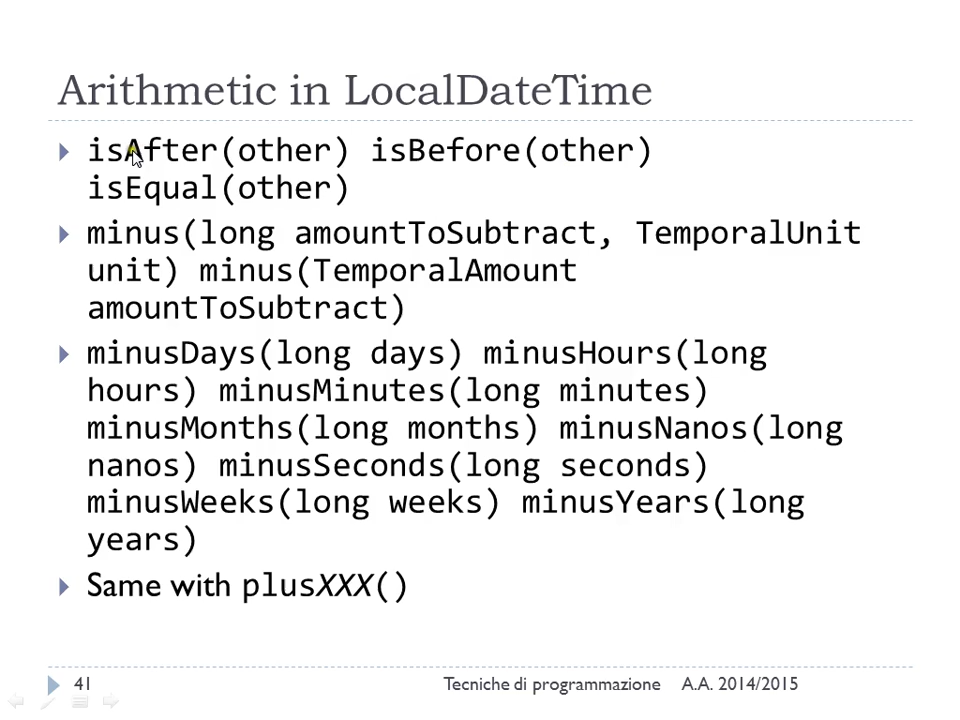 Arithmetic in LocalDateTime
isAfter(other) isBefore(other)
isEqual(other)
minus(long amountToSubtract, TemporalUnit
unit) minus(TemporalAmount
amountToSubtract)
minusDays(long days) minusHours(long
hours) minusMinutes(long minutes)
minusMonths(long months) minusNanos(long
nanos) minusSeconds(long seconds)
minusWeeks(long weeks) minusYears(long
years)
Same with plusXXX()
41 Tecniche di programmazione A.A. 2014/2015